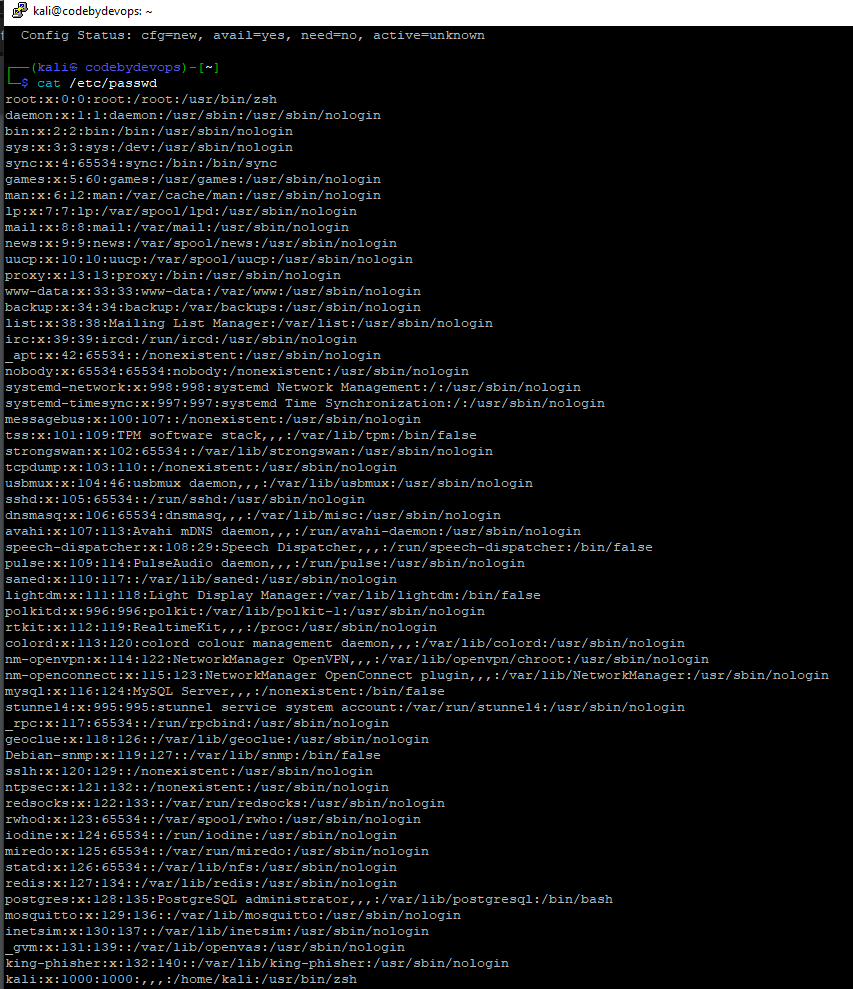 kali@codebydevops: ~
Config Status: cfg=new, avail=yes, need=no, active=unknown
┌──(kali㉿ codebydevops)-[~]
└─$ cat /etc/passwd
root:x:0:0:root:/root:/usr/bin/zsh
daemon:x:1:1:daemon:/usr/sbin:/usr/sbin/nologin
bin:x:2:2:bin:/bin:/usr/sbin/nologin
sys:x:3:3:sys:/dev:/usr/sbin/nologin
sync:x:4:65534:sync:/bin:/bin/sync
games:x:5:60:games:/usr/games:/usr/sbin/nologin
man:x:6:12:man:/var/cache/man:/usr/sbin/nologin
lp:x:7:7:lp:/var/spool/lpd:/usr/sbin/nologin
mail:x:8:8:mail:/var/mail:/usr/sbin/nologin
news:x:9:9:news:/var/spool/news:/usr/sbin/nologin
uucp:x:10:10:uucp:/var/spool/uucp:/usr/sbin/nologin
proxy:x:13:13:proxy:/bin:/usr/sbin/nologin
www-data:x:33:33:www-data:/var/www:/usr/sbin/nologin
backup:x:34:34:backup:/var/backups:/usr/sbin/nologin
list:x:38:38:Mailing List Manager:/var/list:/usr/sbin/nologin
irc:x:39:39:ircd:/run/ircd:/usr/sbin/nologin
_apt:x:42:65534::/nonexistent:/usr/sbin/nologin
nobody:x:65534:65534:nobody:/nonexistent:/usr/sbin/nologin
systemd-network:x:998:998:systemd Network Management:/:/usr/sbin/nologin
systemd-timesync:x:997:997:systemd Time Synchronization:/:/usr/sbin/nologin
messagebus:x:100:107::/nonexistent:/usr/sbin/nologin
tss:x:101:109:TPM software stack,,,:/var/lib/tpm:/bin/false
strongswan:x:102:65534::/var/lib/strongswan:/usr/sbin/nologin
tcpdump:x:103:110::/nonexistent:/usr/sbin/nologin
usbmux:x:104:46:usbmux daemon,,,:/var/lib/usbmux:/usr/sbin/nologin
sshd:x:105:65534::/run/sshd:/usr/sbin/nologin
dnsmasq:x:106:65534:dnsmasq,,,:/var/lib/misc:/usr/sbin/nologin
avahi:x:107:113:Avahi mDNS daemon,,,:/run/avahi-daemon:/usr/sbin/nologin
speech-dispatcher:x:108:29:Speech Dispatcher,,,:/run/speech-dispatcher:/bin/false
pulse:x:109:114:PulseAudio daemon,,,:/run/pulse:/usr/sbin/nologin
saned:x:110:117::/var/lib/saned:/usr/sbin/nologin
lightdm:x:111:118:Light Display Manager:/var/lib/lightdm:/bin/false
polkitd:x:996:996:polkit:/var/lib/polkit-1:/usr/sbin/nologin
rtkit:x:112:119:RealtimeKit,,,:/proc:/usr/sbin/nologin
colord:x:113:120:colord colour management daemon,,,:/var/lib/colord:/usr/sbin/nologin
nm-openvpn:x:114:122:NetworkManager OpenVPN,,,:/var/lib/openvpn/chroot:/usr/sbin/nologin
nm-openconnect:x:115:123:NetworkManager OpenConnect plugin,,,:/var/lib/NetworkManager:/usr/sbin/nologin
mysql:x:116:124:MySQL Server,,,:/nonexistent:/bin/false
stunnel4:x:995:995:stunnel service system account:/var/run/stunnel4:/usr/sbin/nologin
_rpc:x:117:65534::/run/rpcbind:/usr/sbin/nologin
geoclue:x:118:126::/var/lib/geoclue:/usr/sbin/nologin
Debian-snmp:x:119:127::/var/lib/snmp:/bin/false
sslh:x:120:129::/nonexistent:/usr/sbin/nologin
ntpsec:x:121:132::/nonexistent:/usr/sbin/nologin
redsocks:x:122:133::/var/run/redsocks:/usr/sbin/nologin
rwhod:x:123:65534::/var/spool/rwho:/usr/sbin/nologin
iodine:x:124:65534::/run/iodine:/usr/sbin/nologin
miredo:x:125:65534::/var/run/miredo:/usr/sbin/nologin
statd:x:126:65534::/var/lib/nfs:/usr/sbin/nologin
redis:x:127:134::/var/lib/redis:/usr/sbin/nologin
postgres:x:128:135:PostgreSQL administrator,,,:/var/lib/postgresql:/bin/bash
mosquitto:x:129:136::/var/lib/mosquitto:/usr/sbin/nologin
inetsim:x:130:137::/var/lib/inetsim:/usr/sbin/nologin
_gvm:x:131:139::/var/lib/openvas:/usr/sbin/nologin
king-phisher:x:132:140::/var/lib/king-phisher:/usr/sbin/nologin
kali:x:1000:1000:,,,:/home/kali:/usr/bin/zsh